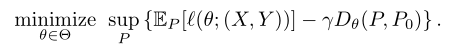 minimize sup {𝔼_P[ℓ(θ; (X, Y))] − γD_θ(P, P_0)} .
θ∈Θ P